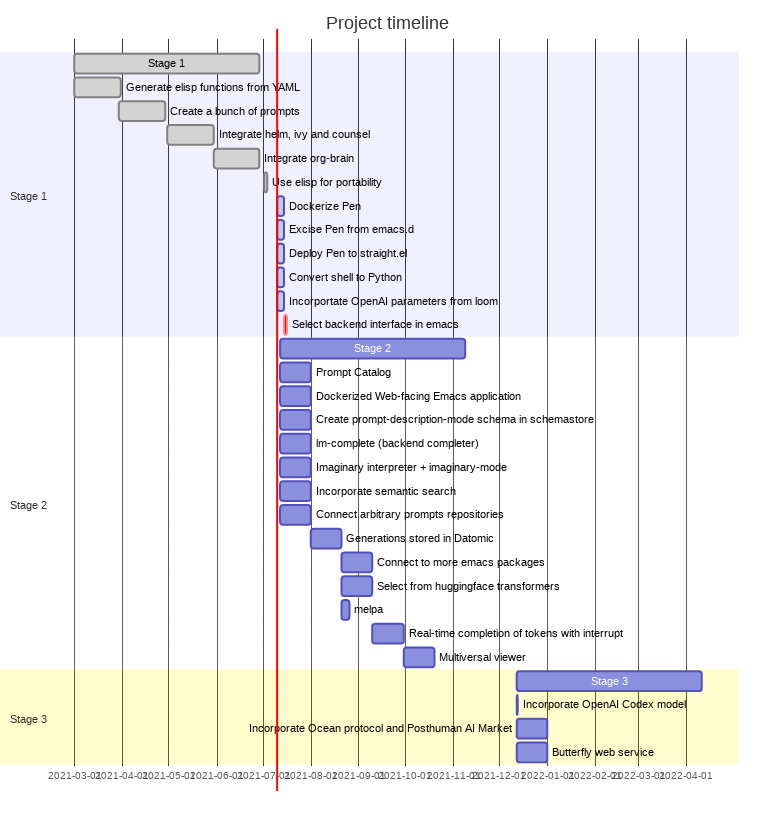 Project timeline
Stage 1
Stage 1
Generate elisp functions from YAML
Create a bunch of prompts
Integrate helm, ivy and counsel
Integrate org-brain
Use elisp for portability
Dockerize Pen
Excise Pen from emacs.d
Deploy Pen to straight.el
Convert shell to Python
Incorportate OpenAI parameters from loom
Select backend interface in emacs
Stage 2
Stage 2
Prompt Catalog
Dockerized Web-facing Emacs application
Create prompt-description-mode schema in schemastore
lm-complete (backend completer)
Imaginary interpreter + imaginary-mode
Incorporate semantic search
Connect arbitrary prompts repositories
Generations stored in Datomic
Connect to more emacs packages
Select from huggingface transformers
melpa
Real-time completion of tokens with interrupt
Multiversal viewer
Stage 3
Stage 3
Incorporate OpenAI Codex model
Incorporate Ocean protocol and Posthuman AI Market
Butterfly web service
2021-03-01 2021-04-01 2021-05-01 2021-06-01 2021-07-01 2021-08-01 2021-09-01 2021-10-01 2021-11-01 2021-12-01 2022-01-01 2022-02-01 2022-03-01 2022-04-01